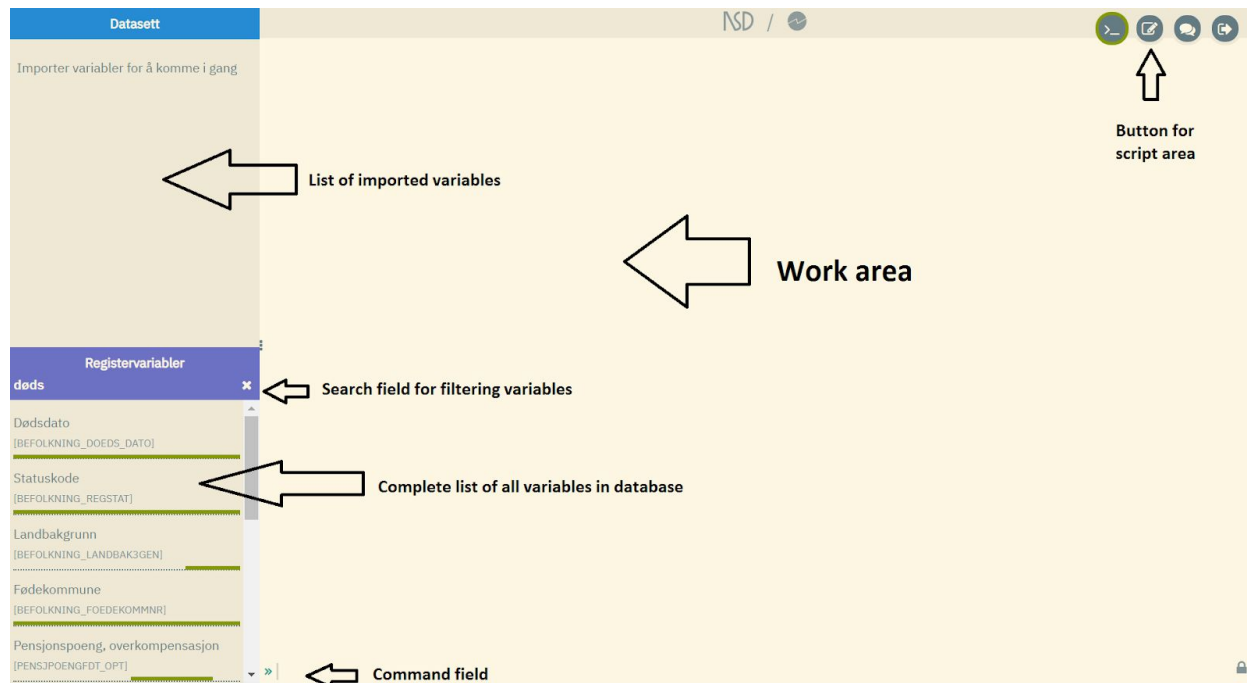 Datasett
NSD /
>_
Importer variabler for å komme i gang
Button for
script area
List of imported variables
Work area
Registervariabler
døds
Search field for filtering variables
Dødsdato
[BEFOLKNING_DOEDS_DATO]
Statuskode
[BEFOLKNING_REGSTAT]
Complete list of all variables in database
Landbakgrunn
[BEFOLKNING_LANDBAK3GEN]
Fødekommune
[BEFOLKNING_FOEDEKOMMNR]
Pensjonspoeng, overkompensasjon
[PENSJPOENGFDT_OPT]
»
Command field